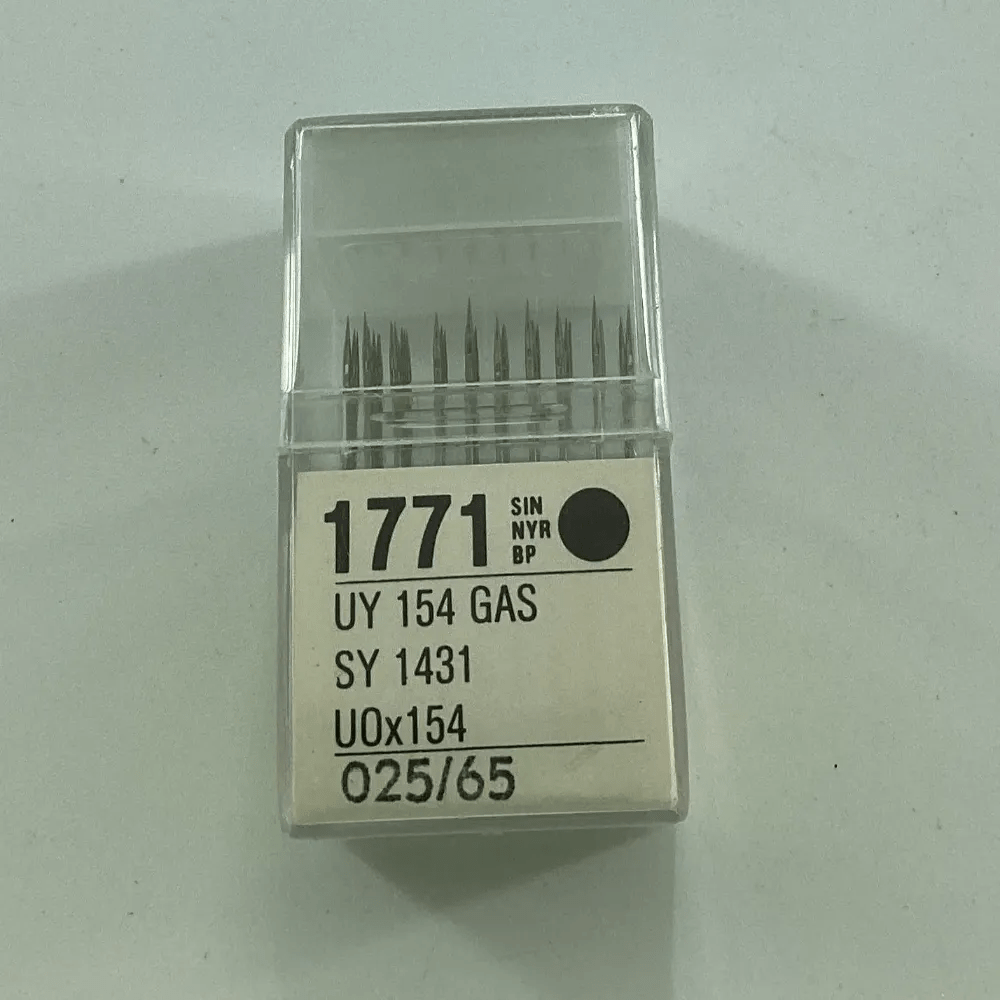 1771 SIN
NYR
BP
UY 154 GAS
SY 1431
UOx154
025/65